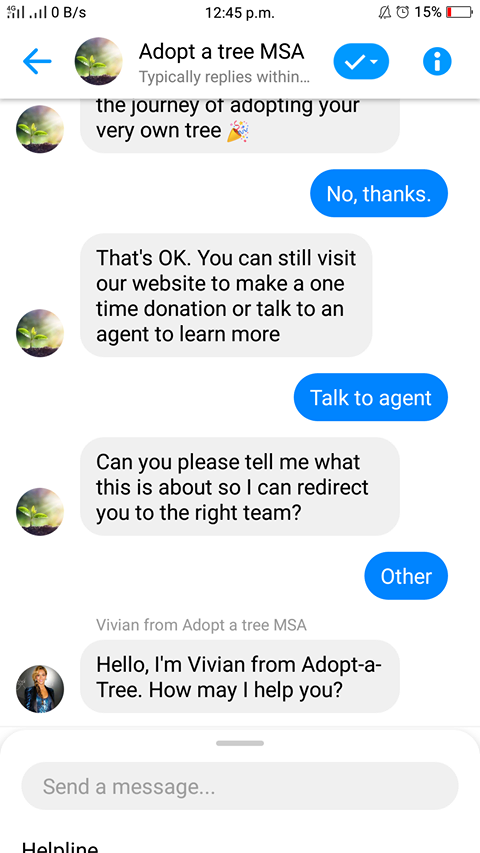 4G 0 B/s 12:45 p.m. 15%
Adopt a tree MSA
Typically replies within...
the journey of adopting your
very own tree 🎉
No, thanks.
That's OK. You can still visit
our website to make a one
time donation or talk to an
agent to learn more
Talk to agent
Can you please tell me what
this is about so I can redirect
you to the right team?
Other
Vivian from Adopt a tree MSA
Hello, I'm Vivian from Adopt-a-
Tree. How may I help you?
Send a message...
Helpline